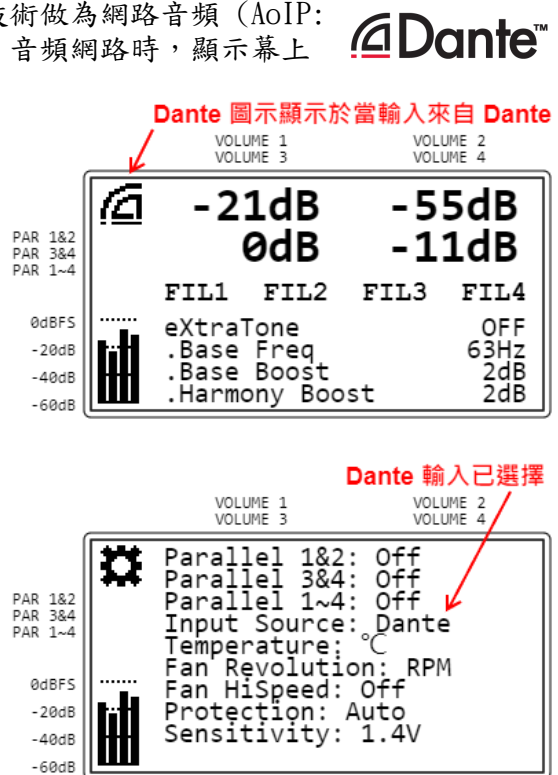 技術做為網路音頻 (AoIP:
音頻網路時，顯示幕上
Dante™
Dante 圖示顯示於當輸入來自 Dante
VOLUME 1 VOLUME 2
VOLUME 3 VOLUME 4
-21dB -55dB
PAR 1&2
PAR 3&4
PAR 1~4
0dB -11dB
FIL1 FIL2 FIL3 FIL4
0dBFS
-20dB
-40dB
-60dB
eXtraTone OFF
.Base Freq 63Hz
.Base Boost 2dB
.Harmony Boost 2dB
Dante 輸入已選擇
VOLUME 1 VOLUME 2
VOLUME 3 VOLUME 4
PAR 1&2
PAR 3&4
PAR 1~4
0dBFS
-20dB
-40dB
-60dB
Parallel 1&2: Off
Parallel 3&4: Off
Parallel 1~4: Off
Input Source: Dante
Temperature: ℃
Fan Revolution: RPM
Fan HiSpeed: Off
Protection: Auto
Sensitivity: 1.4V